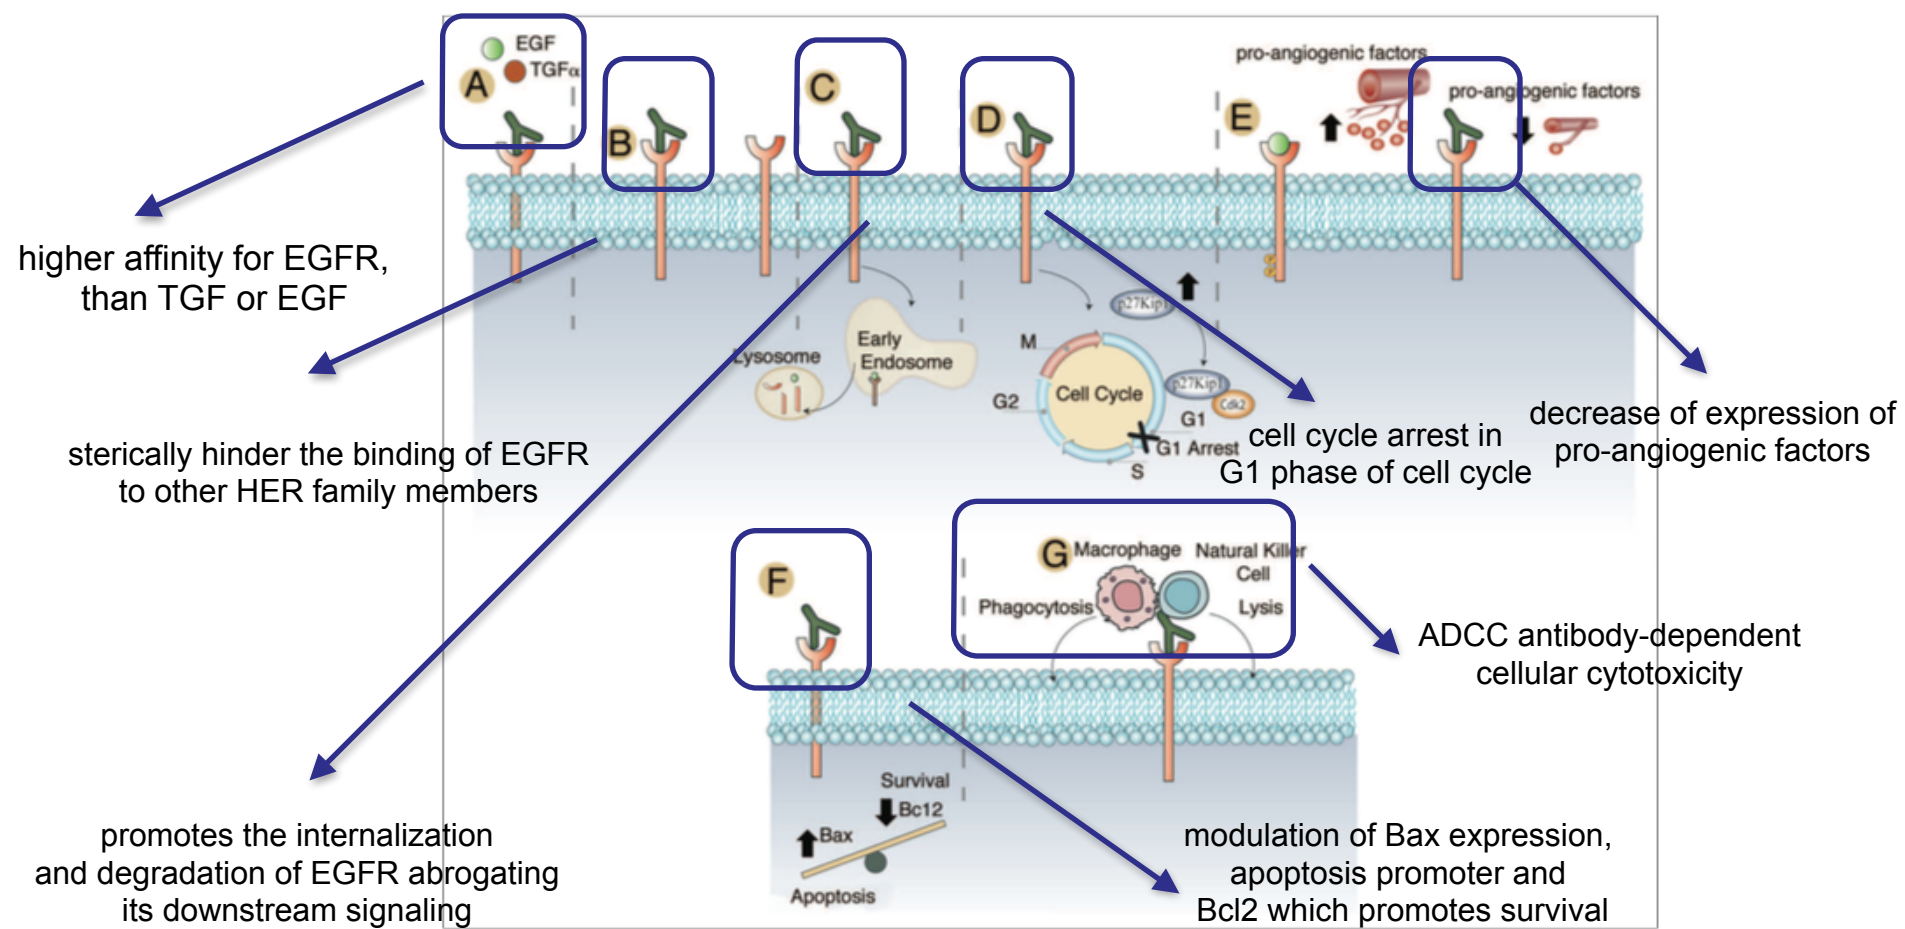 EGF
TGFα
A
B
C
D
E
pro-angiogenic factors
pro-angiogenic factors
higher affinity for EGFR,
than TGF or EGF
sterically hinder the binding of EGFR
to other HER family members
Lysosome
Early
Endosome
p27Kip1
M
G2
Cell Cycle
p27Kip1
Cdk2
G1
G1 Arrest
S
cell cycle arrest in
G1 phase of cell cycle
decrease of expression of
pro-angiogenic factors
F
G
Macrophage
Natural Killer
Cell
Phagocytosis
Lysis
ADCC antibody-dependent
cellular cytotoxicity
promotes the internalization
and degradation of EGFR abrogating
its downstream signaling
Survival
Bc12
Bax
Apoptosis
modulation of Bax expression,
apoptosis promoter and
Bcl2 which promotes survival